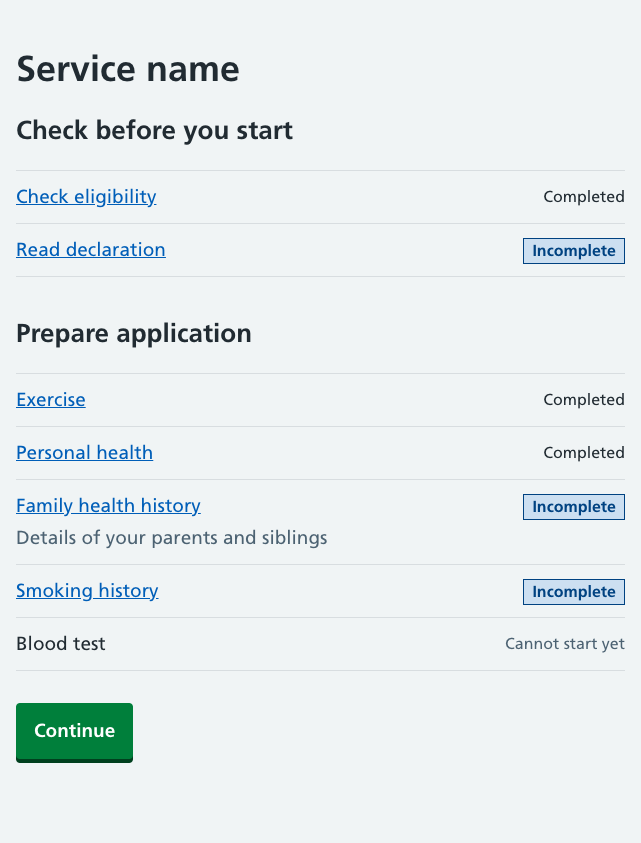 Service name
Check before you start
Check eligibility Completed
Read declaration Incomplete
Prepare application
Exercise Completed
Personal health Completed
Family health history Incomplete
Details of your parents and siblings
Smoking history Incomplete
Blood test Cannot start yet
Continue